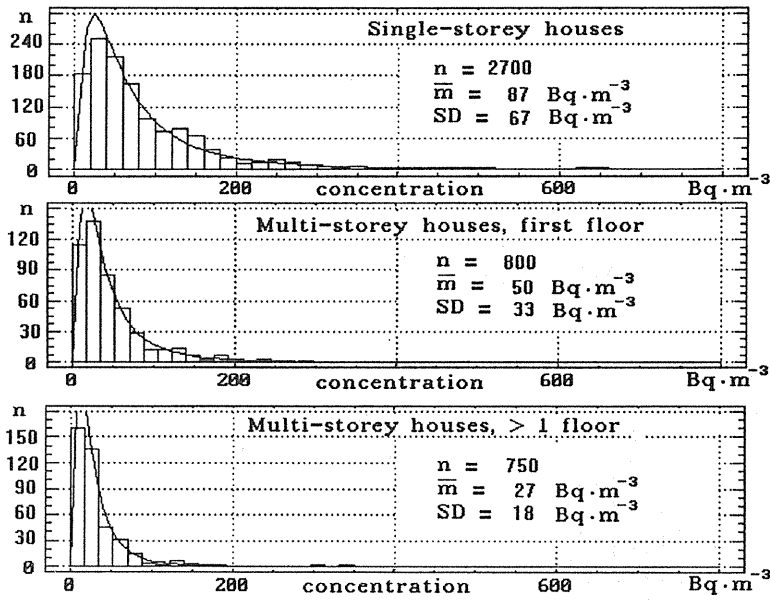 n
Single-storey houses
240
n = 2700
180
m̅ = 87 Bq·m⁻³
120
SD = 67 Bq·m⁻³
60
0
0 200 concentration 600 Bq·m⁻³
n
Multi-storey houses, first floor
120
n = 800
90
m̅ = 50 Bq·m⁻³
60
SD = 33 Bq·m⁻³
30
0
0 200 concentration 600 Bq·m⁻³
n
Multi-storey houses, > 1 floor
150
n = 750
120
m̅ = 27 Bq·m⁻³
90
SD = 18 Bq·m⁻³
60
30
0
0 200 concentration 600 Bq·m⁻³